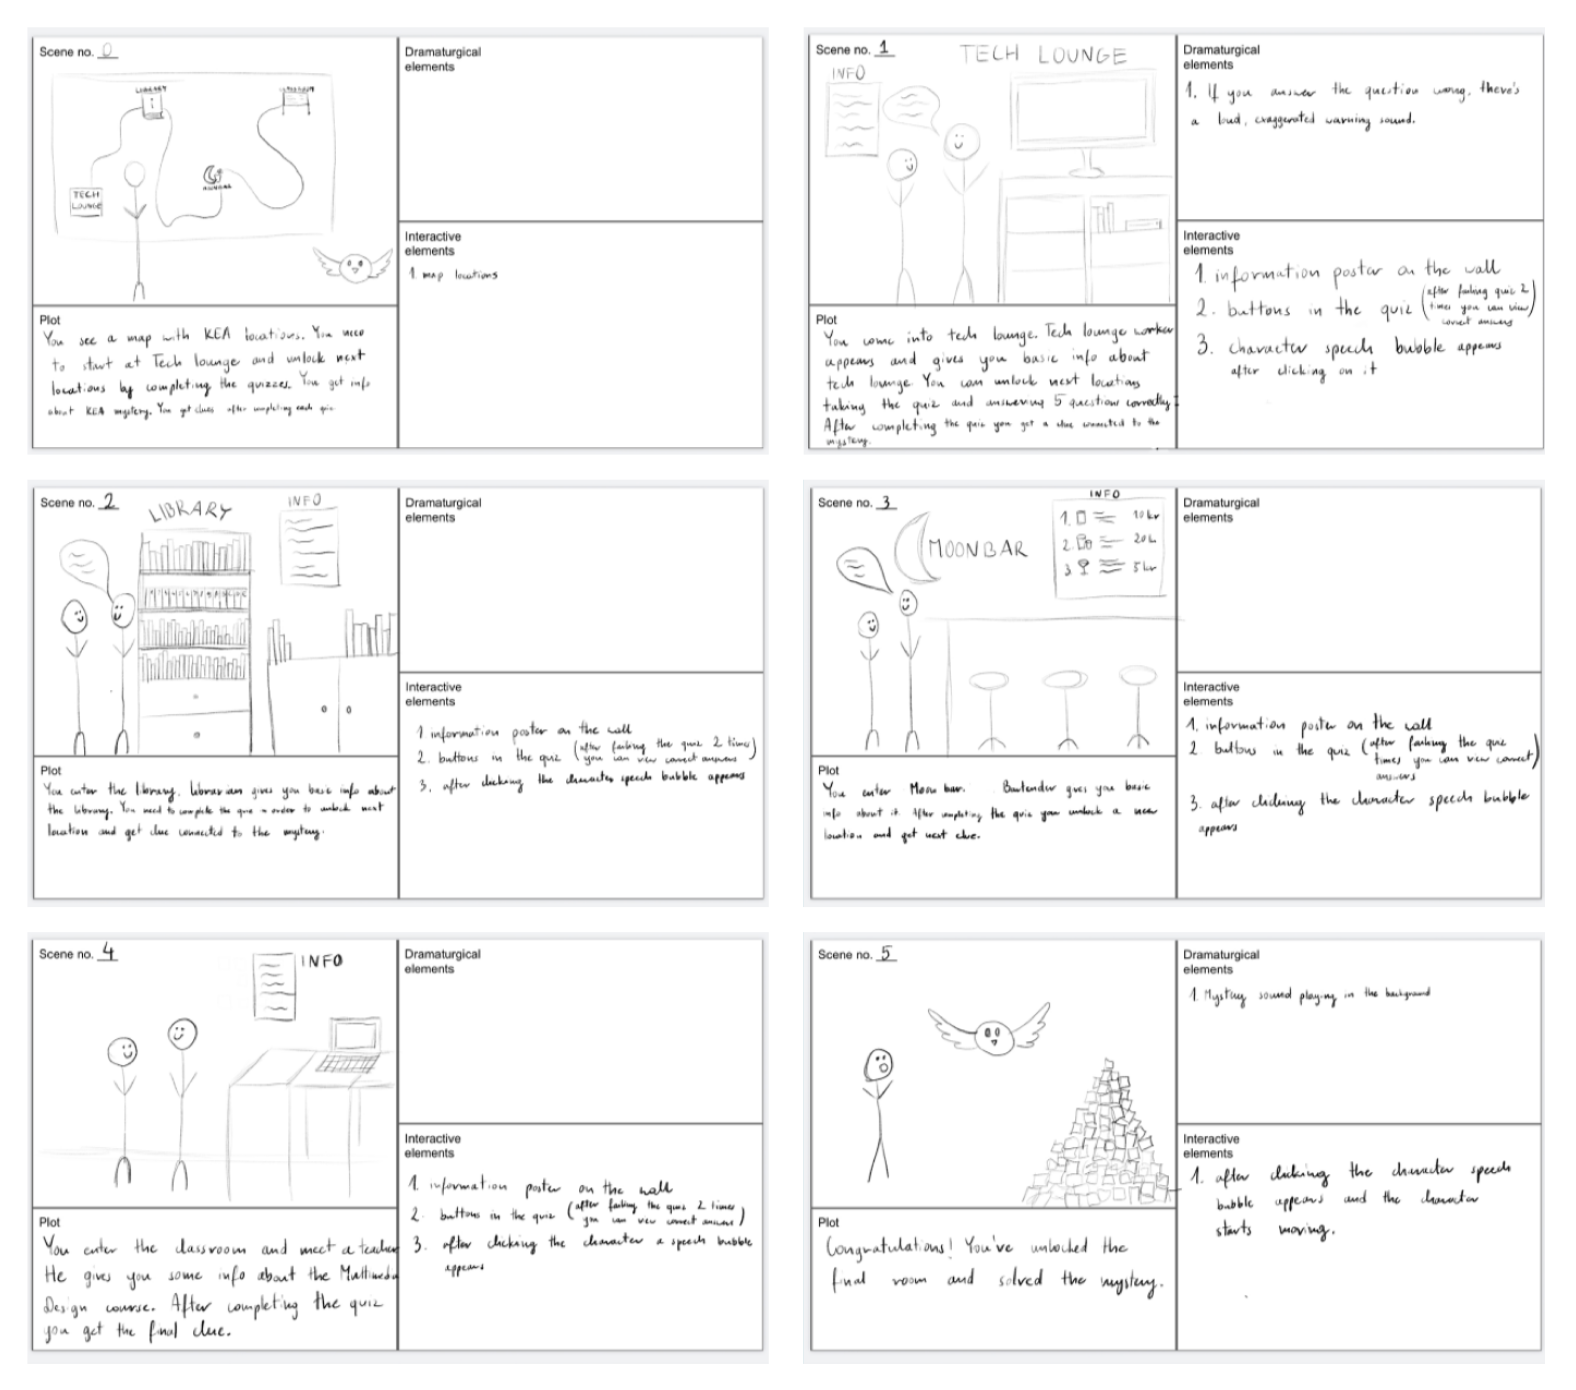 Scene no. 0
LIBRARY
TECH
LOUNGE
Dramaturgical
elements
Interactive
elements
1. map locations
Plot
You see a map with KEA locations. You need
to start at Tech lounge and unlock next
locations by completing the quizzes. You get info
about KEA mystery. You get clues after completing each quiz
Scene no. 1
TECH LOUNGE
INFO
Dramaturgical
elements
1. If you answer the question wrong, there's
a loud, exaggerated warning sound.
Interactive
elements
1. information poster on the wall
2. buttons in the quiz (after failing quiz 2
times you can view
correct answers)
3. character speech bubble appears
after clicking on it
Plot
You come into tech lounge. Tech lounge worker
appears and gives you basic info about
tech lounge. You can unlock next locations
taking the quiz and answering 5 questions correctly.
After completing the quiz you get a clue connected to the
mystery.
Scene no. 2
LIBRARY
INFO
Dramaturgical
elements
Interactive
elements
1 information poster on the wall
2. buttons in the quiz (after failing the quiz 2 times)
(you can view correct answers)
3. after clicking the character speech bubble appears
Plot
You enter the library. Librarian gives you basic info about
the library. You need to complete the quiz in order to unlock next
location and get clue connected to the mystery.
Scene no. 3
INFO
MOONBAR
1. 10 kr
2. 20 k
3 5 kr
Dramaturgical
elements
Interactive
elements
1. information poster on the wall
2. buttons in the quiz (after failing the quiz
times you can view correct)
answers
3. after clicking the character speech bubble
appears
Plot
You enter Moon bar. Bartender gives you basic
info about it. After completing the quiz you unlock a new
location and get next clue.
Scene no. 4
INFO
Dramaturgical
elements
Interactive
elements
1. information poster on the wall
2. buttons in the quiz (after failing the quiz 2 times
you can view correct answers)
3. after clicking the character a speech bubble
appears
Plot
You enter the classroom and meet a teacher
He gives you some info about the Multimedia
Design course. After completing the quiz
you get the final clue.
Scene no. 5
Dramaturgical
elements
1. Mystery sound playing in the background
Interactive
elements
1. after clicking the character speech
bubble appears and the character
starts moving.
Plot
Congratulations! You've unlocked the
final room and solved the mystery.